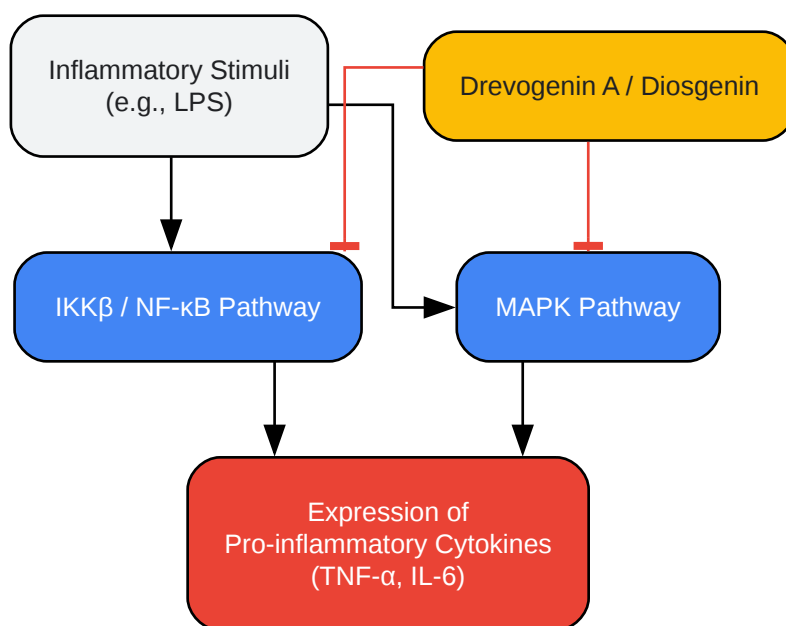 Inflammatory Stimuli
(e.g., LPS)
Drevogenin A / Diosgenin
IKKβ / NF-κB Pathway
MAPK Pathway
Expression of
Pro-inflammatory Cytokines
(TNF-α, IL-6)